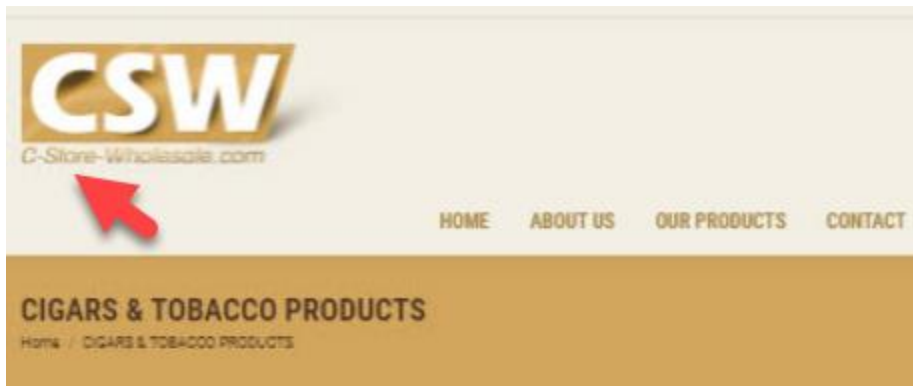 CSW
C-Store-Wholesale.com
HOME ABOUT US OUR PRODUCTS CONTACT
CIGARS & TOBACCO PRODUCTS
Home / CIGARS & TOBACCO PRODUCTS